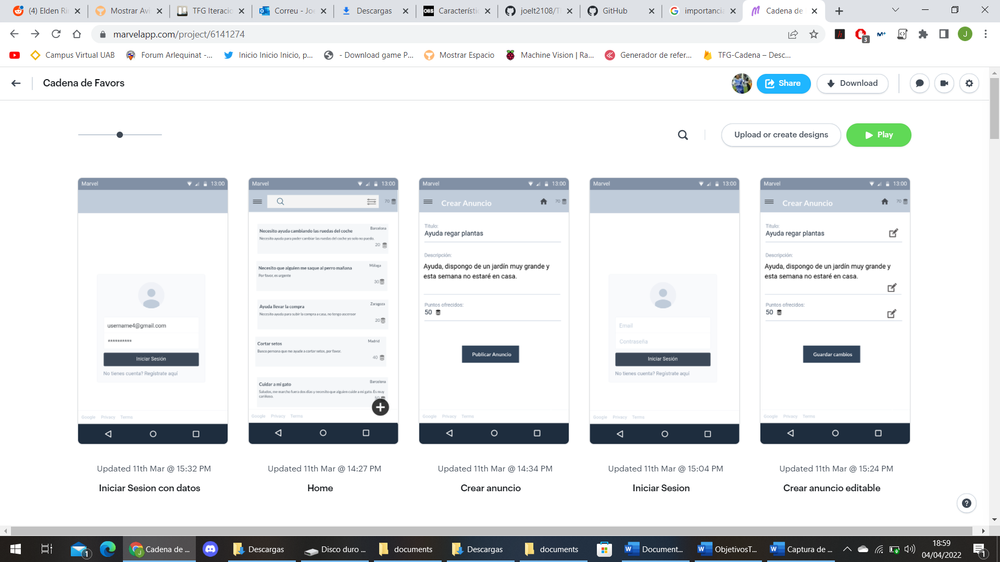 (4) Elden Ri
Mostrar Avi
TFG Iteracio
Correu - Joe
Descargas
Característic
joelt2108/T
GitHub
importancia
Cadena de
marvelapp.com/project/6141274
3
J
Campus Virtual UAB
Forum Arlequinat -...
Inicio Inicio Inicio, p...
- Download game P...
Mostrar Espacio
Machine Vision | Ra...
Generador de refer...
TFG-Cadena – Desc...
Cadena de Favors
Share
Download
Upload or create designs
Play
Marvel 13:00
username4@gmail.com
**********
Iniciar Sesión
No tienes cuenta? Regístrate aquí
Google Privacy Terms
Updated 11th Mar @ 15:32 PM
Iniciar Sesion con datos
Marvel 13:00
70
Necesito ayuda cambiando las ruedas del coche Barcelona
Necesito ayuda para poder cambiar las ruedas del coche yo solo no puedo.
20
Necesito que alguien me saque al perro mañana Málaga
Por favor, es urgente
30
Ayuda llevar la compra Zaragoza
Necesito ayuda para subir la compra a casa, no tengo ascensor
20
Cortar setos Madrid
Busco persona que me ayude a cortar setos, por favor.
40
Cuidar a mi gato Barcelona
Saludos, me marcho fuera dos días y necesito que alguien cuide a mi gato. Es muy
cariñoso.
50
Google Privacy Terms
Updated 11th Mar @ 14:27 PM
Home
Marvel 13:00
Crear Anuncio 70
Titulo:
Ayuda regar plantas
Descripción:
Ayuda, dispongo de un jardín muy grande y
esta semana no estaré en casa.
Puntos ofrecidos:
50
Publicar Anuncio
Google Privacy Terms
Updated 11th Mar @ 14:34 PM
Crear anuncio
Marvel 13:00
Email
Contraseña
Iniciar Sesión
No tienes cuenta? Regístrate aquí
Google Privacy Terms
Updated 11th Mar @ 15:04 PM
Iniciar Sesion
Marvel 13:00
Crear Anuncio 70
Titulo:
Ayuda regar plantas
Descripción:
Ayuda, dispongo de un jardín muy grande y
esta semana no estaré en casa.
Puntos ofrecidos:
50
Guardar cambios
Google Privacy Terms
Updated 11th Mar @ 15:24 PM
Crear anuncio editable
1
Cadena de ...
Descargas
Disco duro ...
documents
Descargas
documents
Document...
ObjetivosT...
Captura de ...
18:59
04/04/2022
1